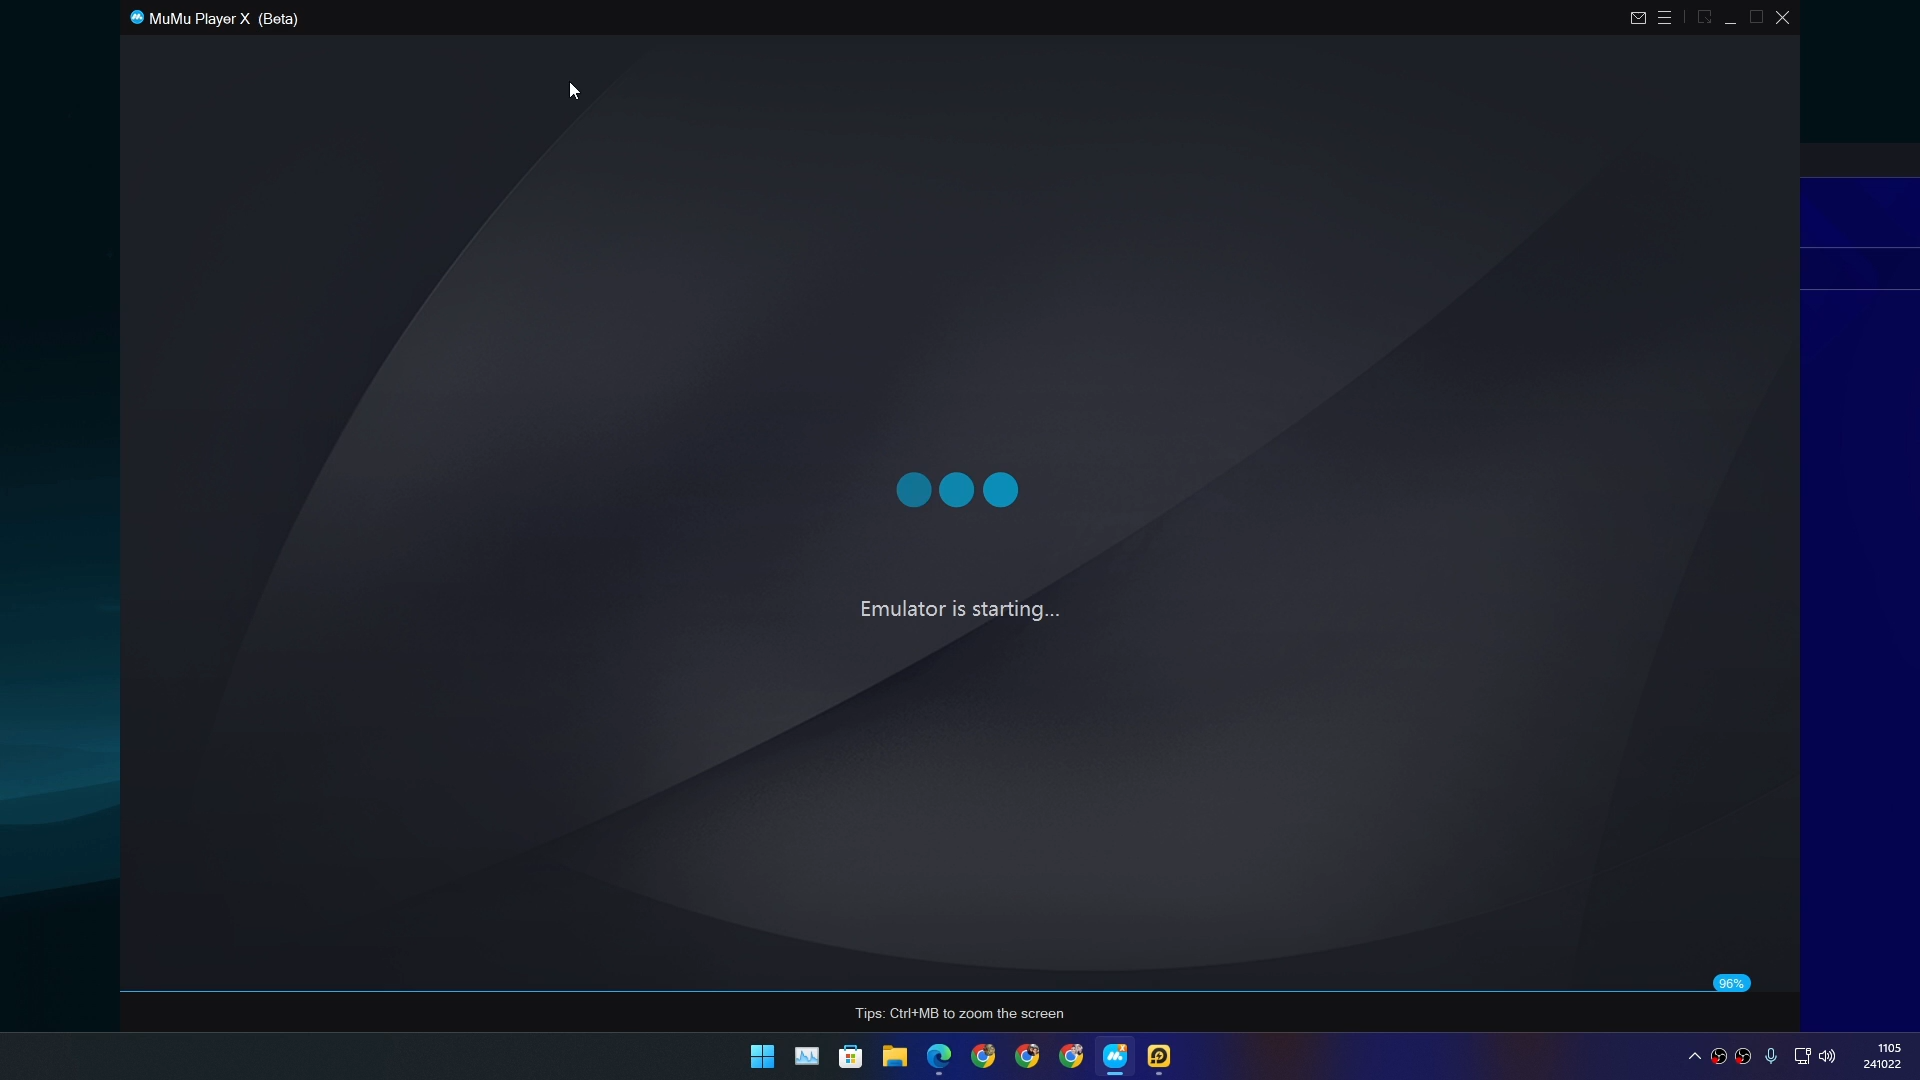 MuMu Player X (Beta)
Emulator is starting...
96%
Tips: Ctrl+MB to zoom the screen
1105
241022